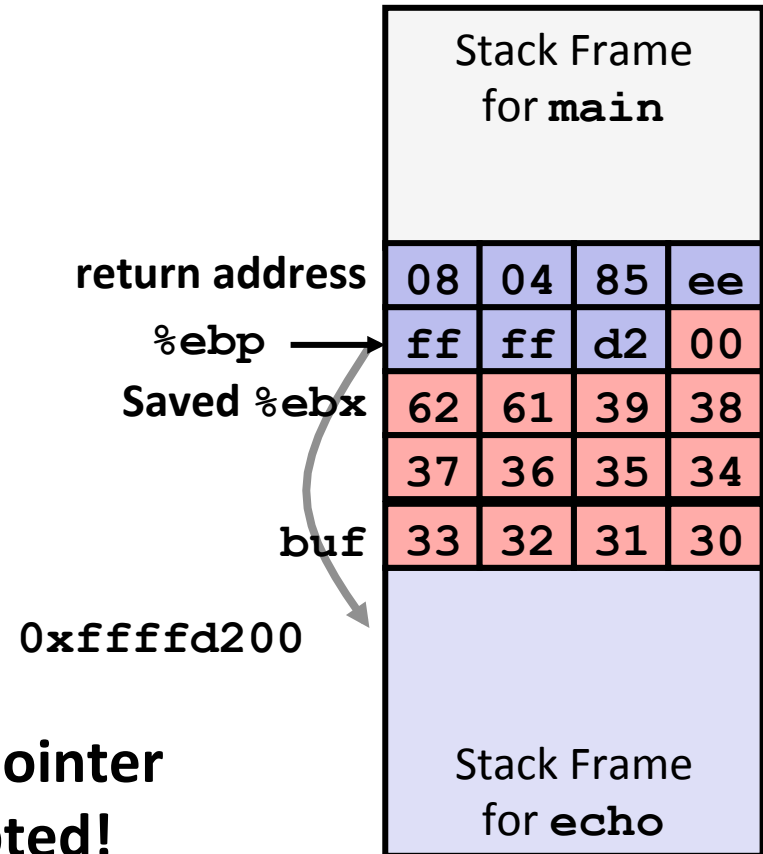 Stack Frame
for main
return address 08 04 85 ee
%ebp ff ff d2 00
Saved %ebx 62 61 39 38
37 36 35 34
buf 33 32 31 30
0xffffd200
ointer
oted!
Stack Frame
for echo